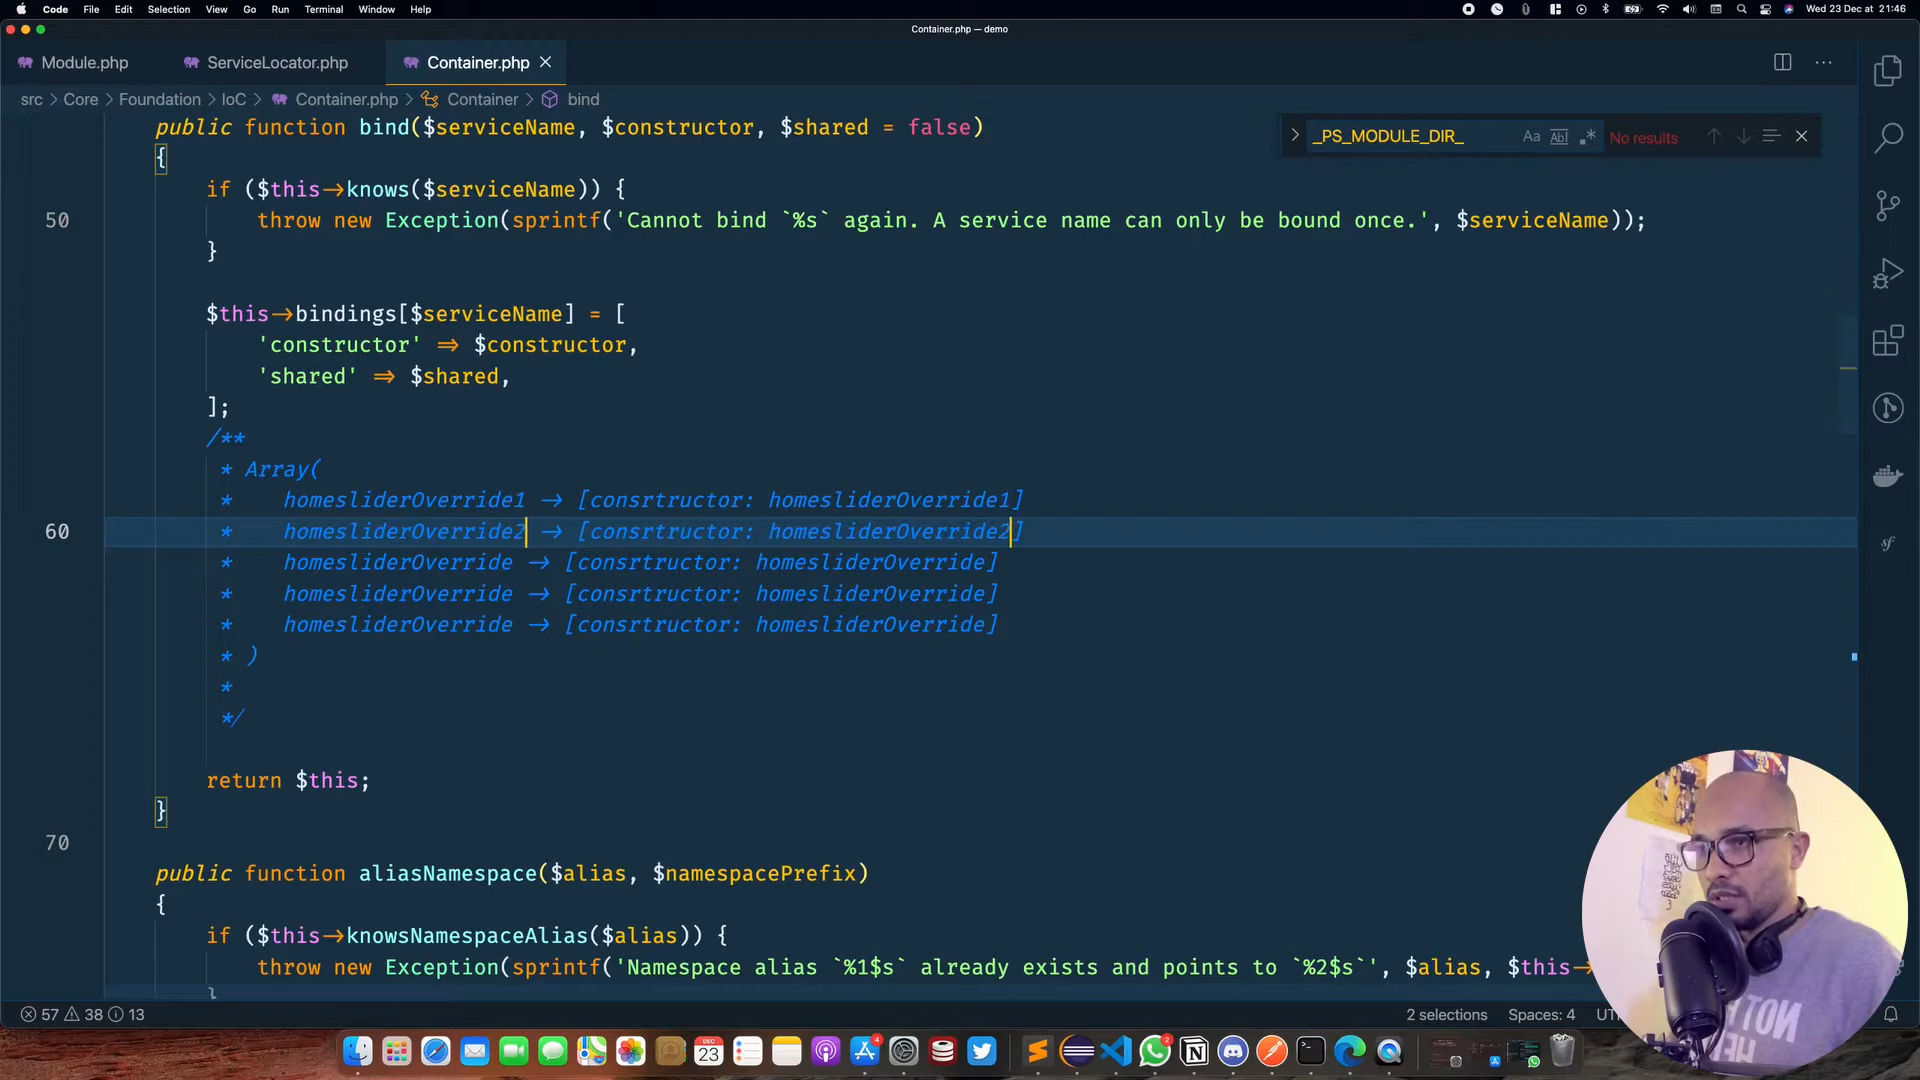 Code File Edit Selection View Go Run Terminal Window Help Wed 23 Dec at 21:46
Container.php — demo
Module.php ServiceLocator.php Container.php
src > Core > Foundation > IoC > Container.php > Container > bind
_PS_MODULE_DIR_ Aa Abl .* No results
public function bind($serviceName, $constructor, $shared = false)
{
if ($this->knows($serviceName)) {
50 throw new Exception(sprintf('Cannot bind `%s` again. A service name can only be bound once.', $serviceName));
}
$this->bindings[$serviceName] = [
'constructor' => $constructor,
'shared' => $shared,
];
/**
* Array(
* homesliderOverride1 -> [consrtructor: homesliderOverride1]
60 * homesliderOverride2 -> [consrtructor: homesliderOverride2]
* homesliderOverride -> [consrtructor: homesliderOverride]
* homesliderOverride -> [consrtructor: homesliderOverride]
* homesliderOverride -> [consrtructor: homesliderOverride]
* )
*
*/
return $this;
}
70
public function aliasNamespace($alias, $namespacePrefix)
{
if ($this->knowsNamespaceAlias($alias)) {
throw new Exception(sprintf('Namespace alias `%1$s` already exists and points to `%2$s`', $alias, $this->
}
57 38 13 2 selections Spaces: 4
DEC
23
4
NOT